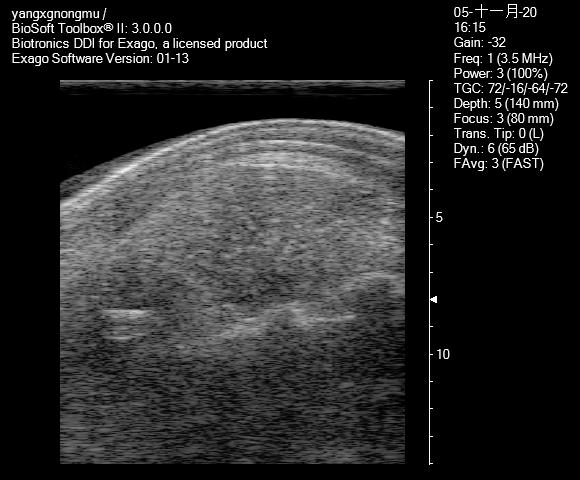 yangxgnongmu /
BioSoft Toolbox® II: 3.0.0.0
Biotronics DDI for Exago, a licensed product
Exago Software Version: 01-13
05-十一月-20
16:15
Gain: -32
Freq: 1 (3.5 MHz)
Power: 3 (100%)
TGC: 72/-16/-64/-72
Depth: 5 (140 mm)
Focus: 3 (80 mm)
Trans. Tip: 0 (L)
Dyn.: 6 (65 dB)
FAvg: 3 (FAST)
5
10